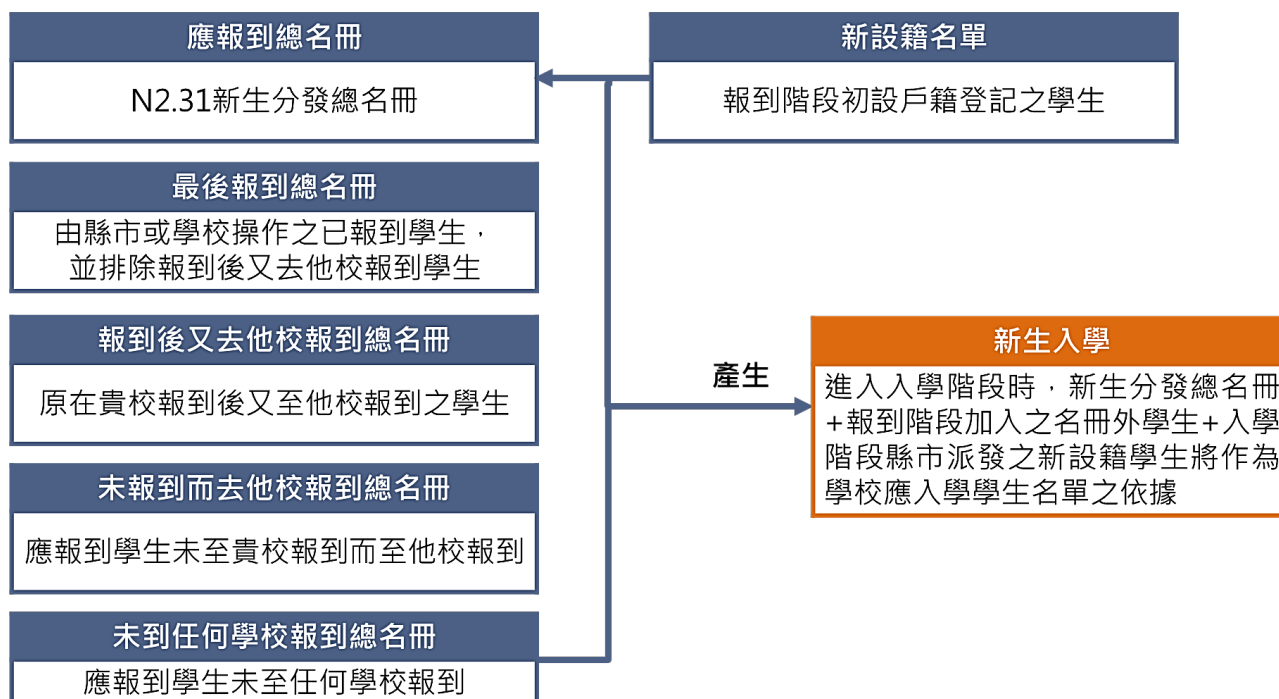 應報到總名冊
N2.31新生分發總名冊
新設籍名單
報到階段初設戶籍登記之學生
最後報到總名冊
由縣市或學校操作之已報到學生，
並排除報到後又去他校報到學生
報到後又去他校報到總名冊
原在貴校報到後又至他校報到之學生
未報到而去他校報到總名冊
應報到學生未至貴校報到而至他校報到
未到任何學校報到總名冊
應報到學生未至任何學校報到
產生
新生入學
進入入學階段時，新生分發總名冊
+報到階段加入之名冊外學生+入學
階段縣市派發之新設籍學生將作為
學校應入學學生名單之依據